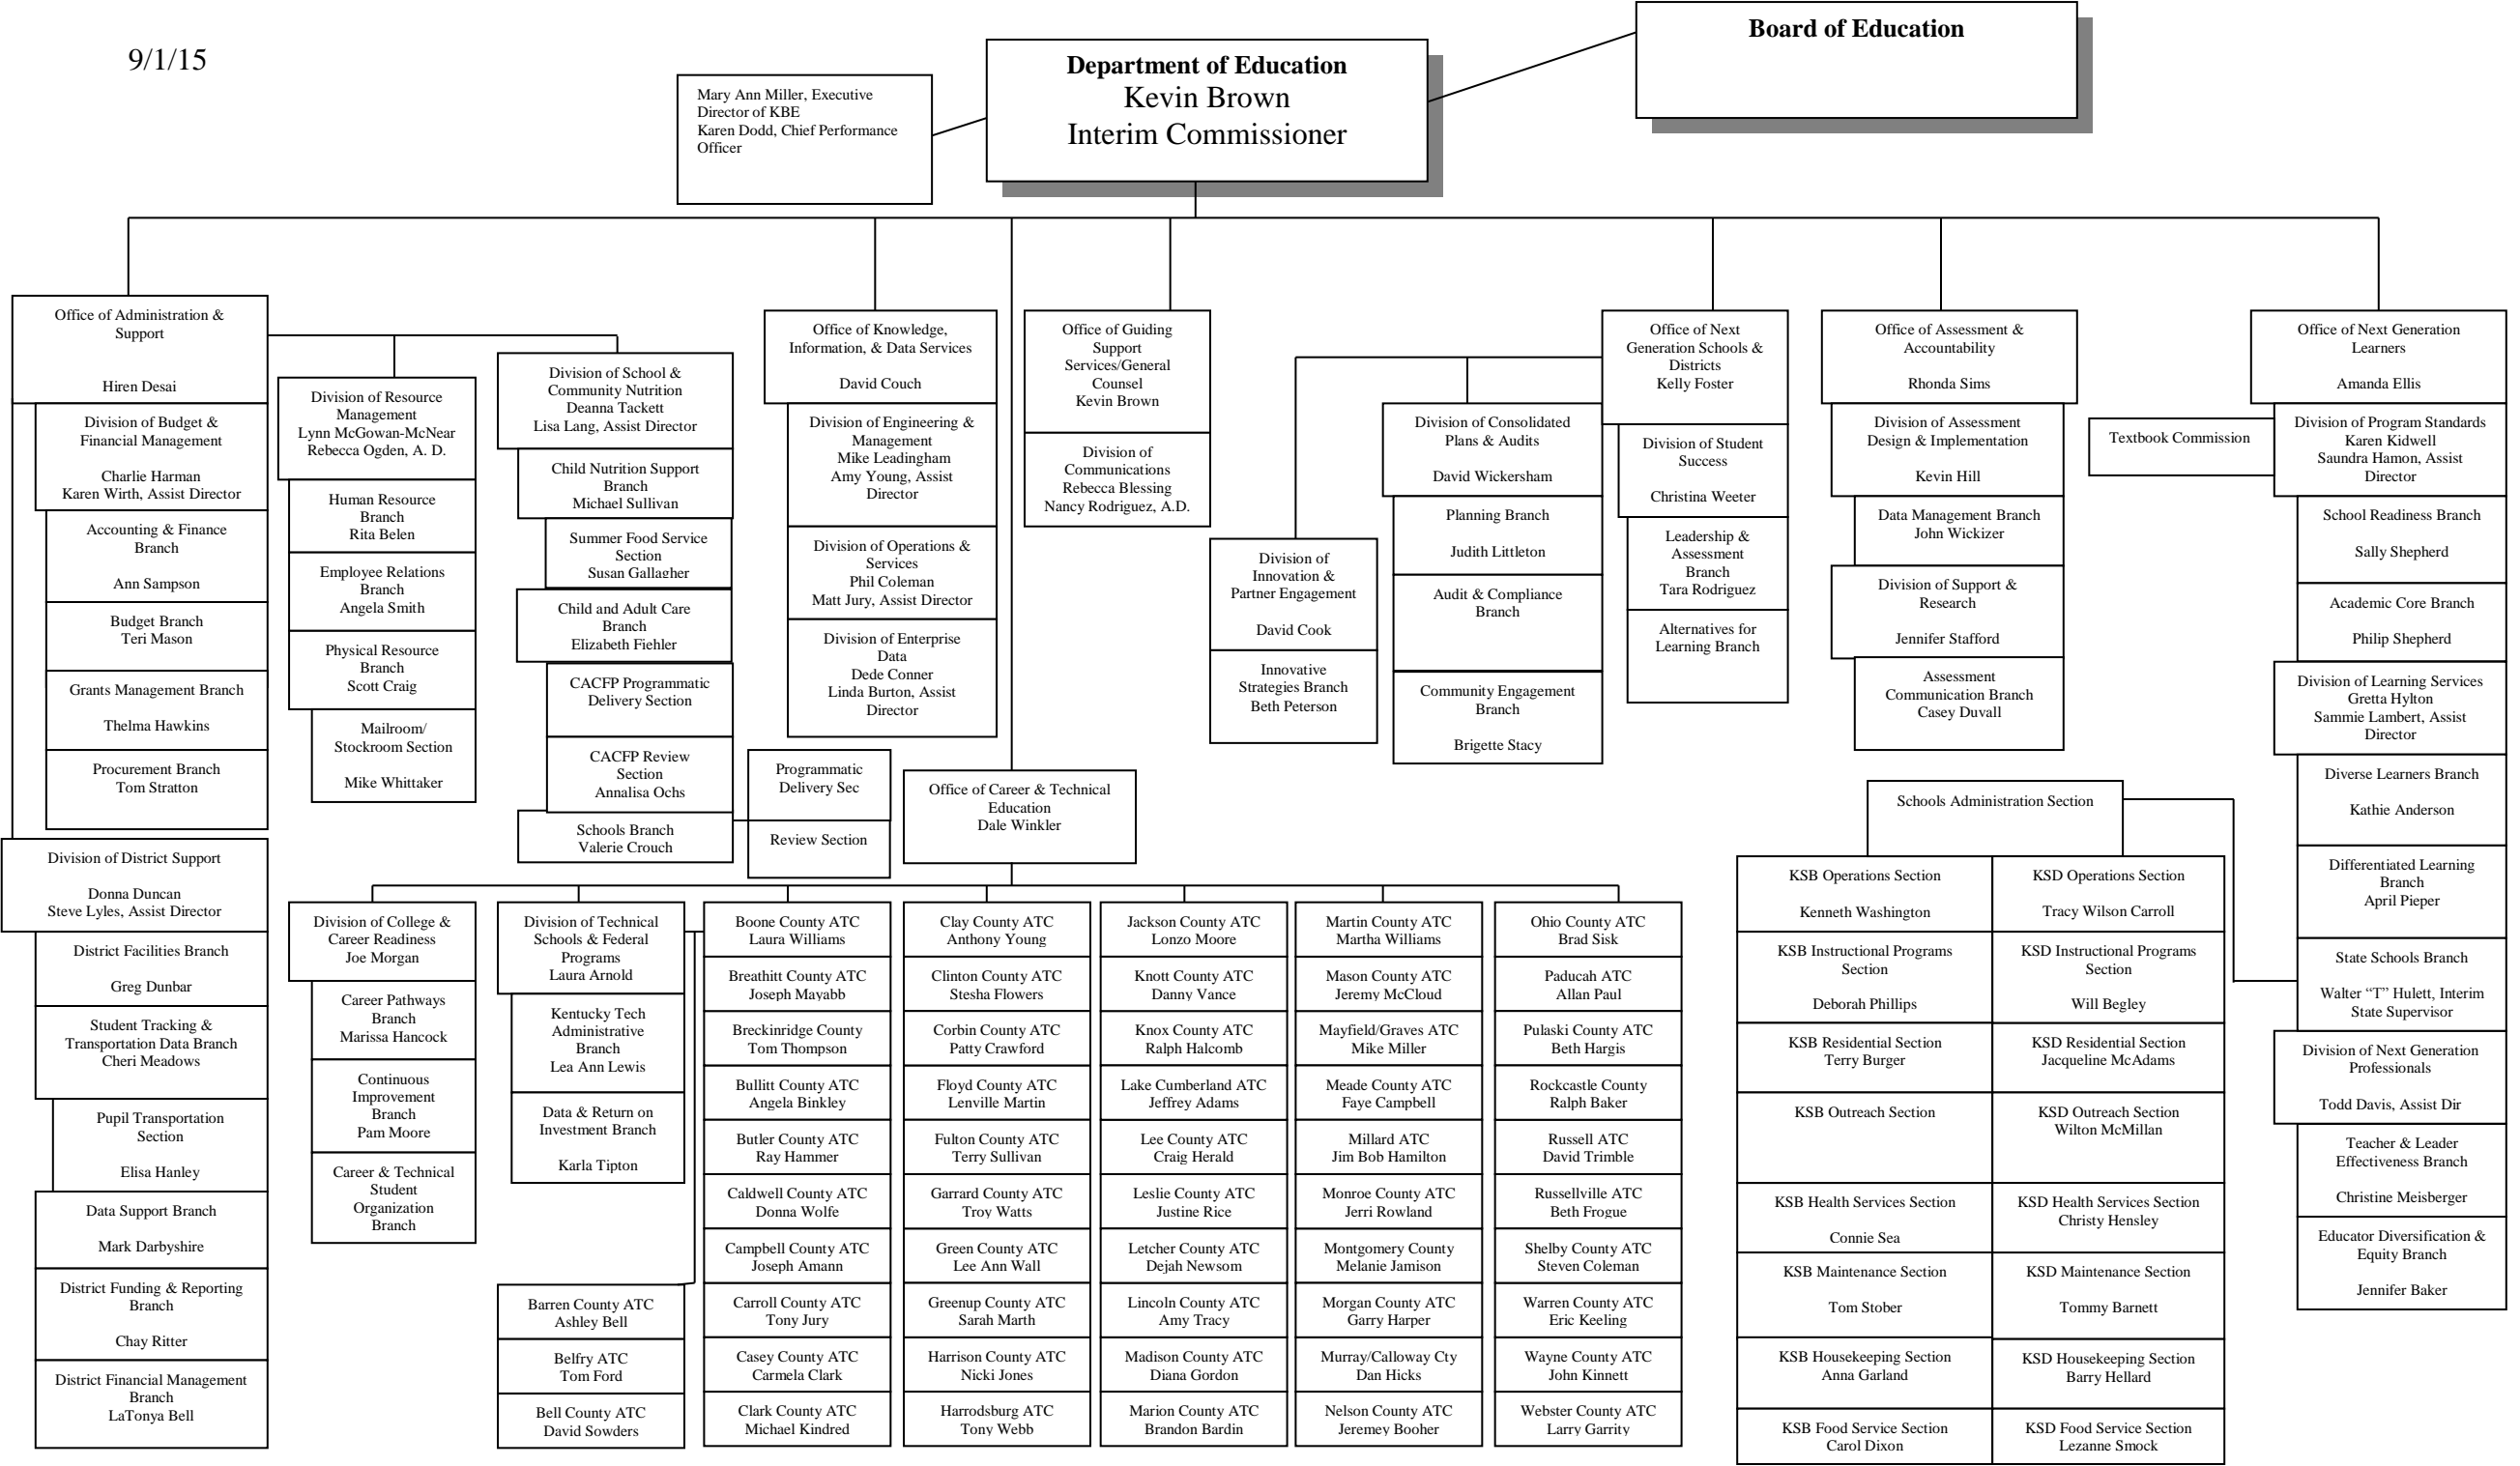 9/1/15
Board of Education
Department of Education
Kevin Brown
Interim Commissioner
Mary Ann Miller, Executive
Director of KBE
Karen Dodd, Chief Performance
Officer
Office of Administration &
Support
Hiren Desai
Division of Budget &
Financial Management
Charlie Harman
Karen Wirth, Assist Director
Accounting & Finance
Branch
Ann Sampson
Budget Branch
Teri Mason
Grants Management Branch
Thelma Hawkins
Procurement Branch
Tom Stratton
Division of District Support
Donna Duncan
Steve Lyles, Assist Director
District Facilities Branch
Greg Dunbar
Student Tracking &
Transportation Data Branch
Cheri Meadows
Pupil Transportation
Section
Elisa Hanley
Data Support Branch
Mark Darbyshire
District Funding & Reporting
Branch
Chay Ritter
District Financial Management
Branch
LaTonya Bell
Division of Resource
Management
Lynn McGowan-McNear
Rebecca Ogden, A. D.
Human Resource
Branch
Rita Belen
Employee Relations
Branch
Angela Smith
Physical Resource
Branch
Scott Craig
Mailroom/
Stockroom Section
Mike Whittaker
Division of School &
Community Nutrition
Deanna Tackett
Lisa Lang, Assist Director
Child Nutrition Support
Branch
Michael Sullivan
Summer Food Service
Section
Susan Gallagher
Child and Adult Care
Branch
Elizabeth Fiehler
CACFP Programmatic
Delivery Section
CACFP Review
Section
Annalisa Ochs
Schools Branch
Valerie Crouch
Programmatic
Delivery Sec
Review Section
Office of Knowledge,
Information, & Data Services
David Couch
Division of Engineering &
Management
Mike Leadingham
Amy Young, Assist
Director
Division of Operations &
Services
Phil Coleman
Matt Jury, Assist Director
Division of Enterprise
Data
Dede Conner
Linda Burton, Assist
Director
Office of Career & Technical
Education
Dale Winkler
Office of Guiding
Support
Services/General
Counsel
Kevin Brown
Division of
Communications
Rebecca Blessing
Nancy Rodriguez, A.D.
Office of Next
Generation Schools &
Districts
Kelly Foster
Division of
Innovation &
Partner Engagement
David Cook
Innovative
Strategies Branch
Beth Peterson
Division of Consolidated
Plans & Audits
David Wickersham
Planning Branch
Judith Littleton
Audit & Compliance
Branch
Community Engagement
Branch
Brigette Stacy
Division of Student
Success
Christina Weeter
Leadership &
Assessment
Branch
Tara Rodriguez
Alternatives for
Learning Branch
Office of Assessment &
Accountability
Rhonda Sims
Division of Assessment
Design & Implementation
Kevin Hill
Data Management Branch
John Wickizer
Division of Support &
Research
Jennifer Stafford
Assessment
Communication Branch
Casey Duvall
Office of Next Generation
Learners
Amanda Ellis
Textbook Commission
Division of Program Standards
Karen Kidwell
Saundra Hamon, Assist
Director
School Readiness Branch
Sally Shepherd
Academic Core Branch
Philip Shepherd
Division of Learning Services
Gretta Hylton
Sammie Lambert, Assist
Director
Diverse Learners Branch
Kathie Anderson
Differentiated Learning
Branch
April Pieper
State Schools Branch
Walter “T” Hulett, Interim
State Supervisor
Division of Next Generation
Professionals
Todd Davis, Assist Dir
Teacher & Leader
Effectiveness Branch
Christine Meisberger
Educator Diversification &
Equity Branch
Jennifer Baker
Schools Administration Section
KSB Operations Section
Kenneth Washington
KSB Instructional Programs
Section
Deborah Phillips
KSB Residential Section
Terry Burger
KSB Outreach Section
KSB Health Services Section
Connie Sea
KSB Maintenance Section
Tom Stober
KSB Housekeeping Section
Anna Garland
KSB Food Service Section
Carol Dixon
KSD Operations Section
Tracy Wilson Carroll
KSD Instructional Programs
Section
Will Begley
KSD Residential Section
Jacqueline McAdams
KSD Outreach Section
Wilton McMillan
KSD Health Services Section
Christy Hensley
KSD Maintenance Section
Tommy Barnett
KSD Housekeeping Section
Barry Hellard
KSD Food Service Section
Lezanne Smock
Division of College &
Career Readiness
Joe Morgan
Career Pathways
Branch
Marissa Hancock
Continuous
Improvement
Branch
Pam Moore
Career & Technical
Student
Organization
Branch
Division of Technical
Schools & Federal
Programs
Laura Arnold
Kentucky Tech
Administrative
Branch
Lea Ann Lewis
Data & Return on
Investment Branch
Karla Tipton
Barren County ATC
Ashley Bell
Belfry ATC
Tom Ford
Bell County ATC
David Sowders
Boone County ATC
Laura Williams
Breathitt County ATC
Joseph Mayabb
Breckinridge County
Tom Thompson
Bullitt County ATC
Angela Binkley
Butler County ATC
Ray Hammer
Caldwell County ATC
Donna Wolfe
Campbell County ATC
Joseph Amann
Carroll County ATC
Tony Jury
Casey County ATC
Carmela Clark
Clark County ATC
Michael Kindred
Clay County ATC
Anthony Young
Clinton County ATC
Stesha Flowers
Corbin County ATC
Patty Crawford
Floyd County ATC
Lenville Martin
Fulton County ATC
Terry Sullivan
Garrard County ATC
Troy Watts
Green County ATC
Lee Ann Wall
Greenup County ATC
Sarah Marth
Harrison County ATC
Nicki Jones
Harrodsburg ATC
Tony Webb
Jackson County ATC
Lonzo Moore
Knott County ATC
Danny Vance
Knox County ATC
Ralph Halcomb
Lake Cumberland ATC
Jeffrey Adams
Lee County ATC
Craig Herald
Leslie County ATC
Justine Rice
Letcher County ATC
Dejah Newsom
Lincoln County ATC
Amy Tracy
Madison County ATC
Diana Gordon
Marion County ATC
Brandon Bardin
Martin County ATC
Martha Williams
Mason County ATC
Jeremy McCloud
Mayfield/Graves ATC
Mike Miller
Meade County ATC
Faye Campbell
Millard ATC
Jim Bob Hamilton
Monroe County ATC
Jerri Rowland
Montgomery County
Melanie Jamison
Morgan County ATC
Garry Harper
Murray/Calloway Cty
Dan Hicks
Nelson County ATC
Jeremey Booher
Ohio County ATC
Brad Sisk
Paducah ATC
Allan Paul
Pulaski County ATC
Beth Hargis
Rockcastle County
Ralph Baker
Russell ATC
David Trimble
Russellville ATC
Beth Frogue
Shelby County ATC
Steven Coleman
Warren County ATC
Eric Keeling
Wayne County ATC
John Kinnett
Webster County ATC
Larry Garrity